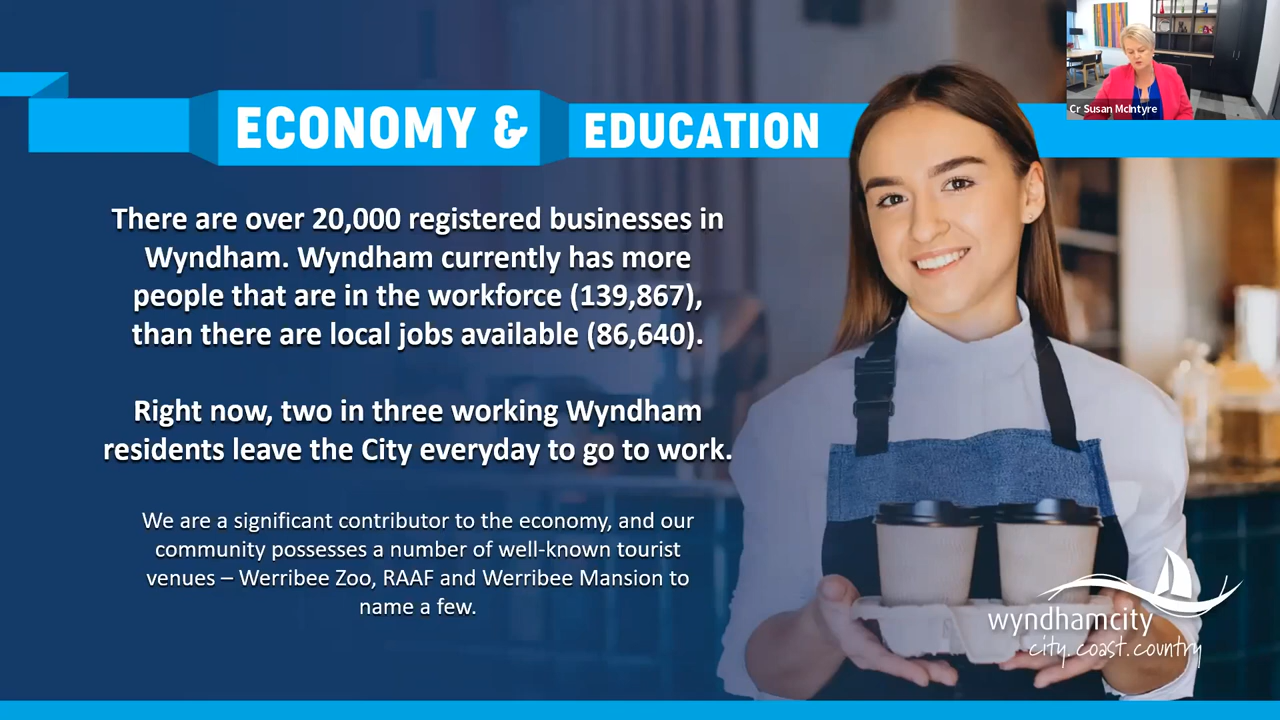 Cr Susan McIntyre
ECONOMY & EDUCATION
There are over 20,000 registered businesses in
Wyndham. Wyndham currently has more
people that are in the workforce (139,867),
than there are local jobs available (86,640).
Right now, two in three working Wyndham
residents leave the City everyday to go to work.
We are a significant contributor to the economy, and our
community possesses a number of well-known tourist
venues – Werribee Zoo, RAAF and Werribee Mansion to
name a few.
wyndhamcity
city. coast. country